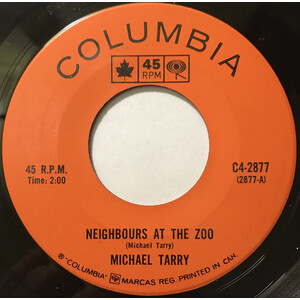 COLUMBIA
45
RPM
45 R.P.M.
Time: 2:00
C4-2877
(2877-A)
NEIGHBOURS AT THE ZOO
(Michael Tarry)
MICHAEL TARRY
® "COLUMBIA" MARCAS REG. PRINTED IN CAN.